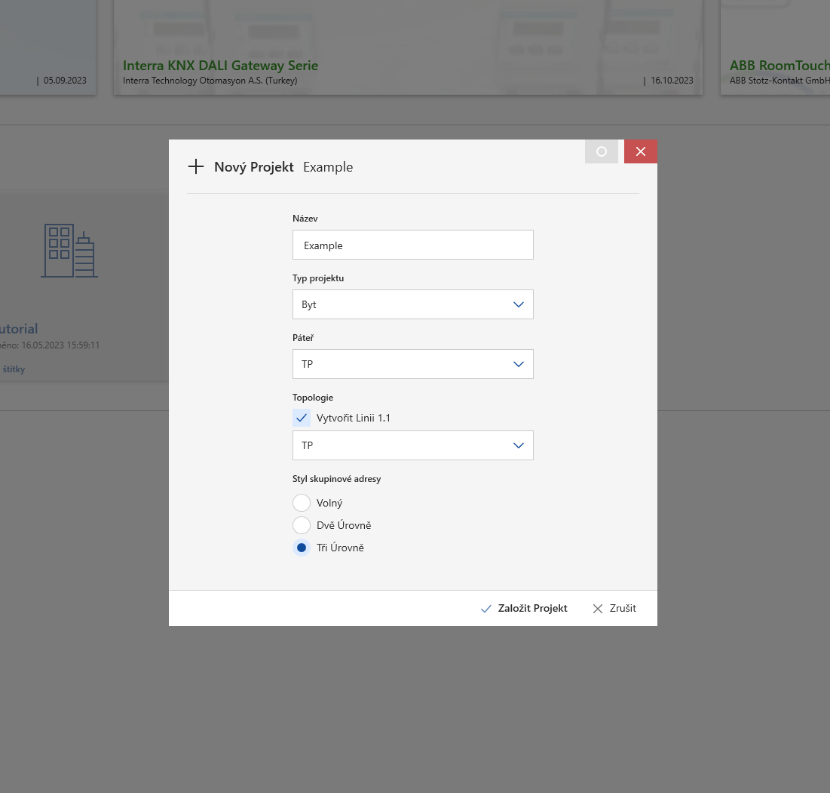 Interra KNX DALI Gateway Serie
ABB RoomTouch
| 05.09.2023
Interra Technology Otomasyon A.S. (Turkey)
| 16.10.2023
ABB Stotz-Kontakt GmbH
Nový Projekt Example
Název
Example
Typ projektu
Byt
Páteř
TP
utorial
ěno: 16.05.2023 15:59:11
štítky
Topologie
Vytvořit Linii 1.1
TP
Styl skupinové adresy
Volný
Dvě Úrovně
Tři Úrovně
Založit Projekt
Zrušit